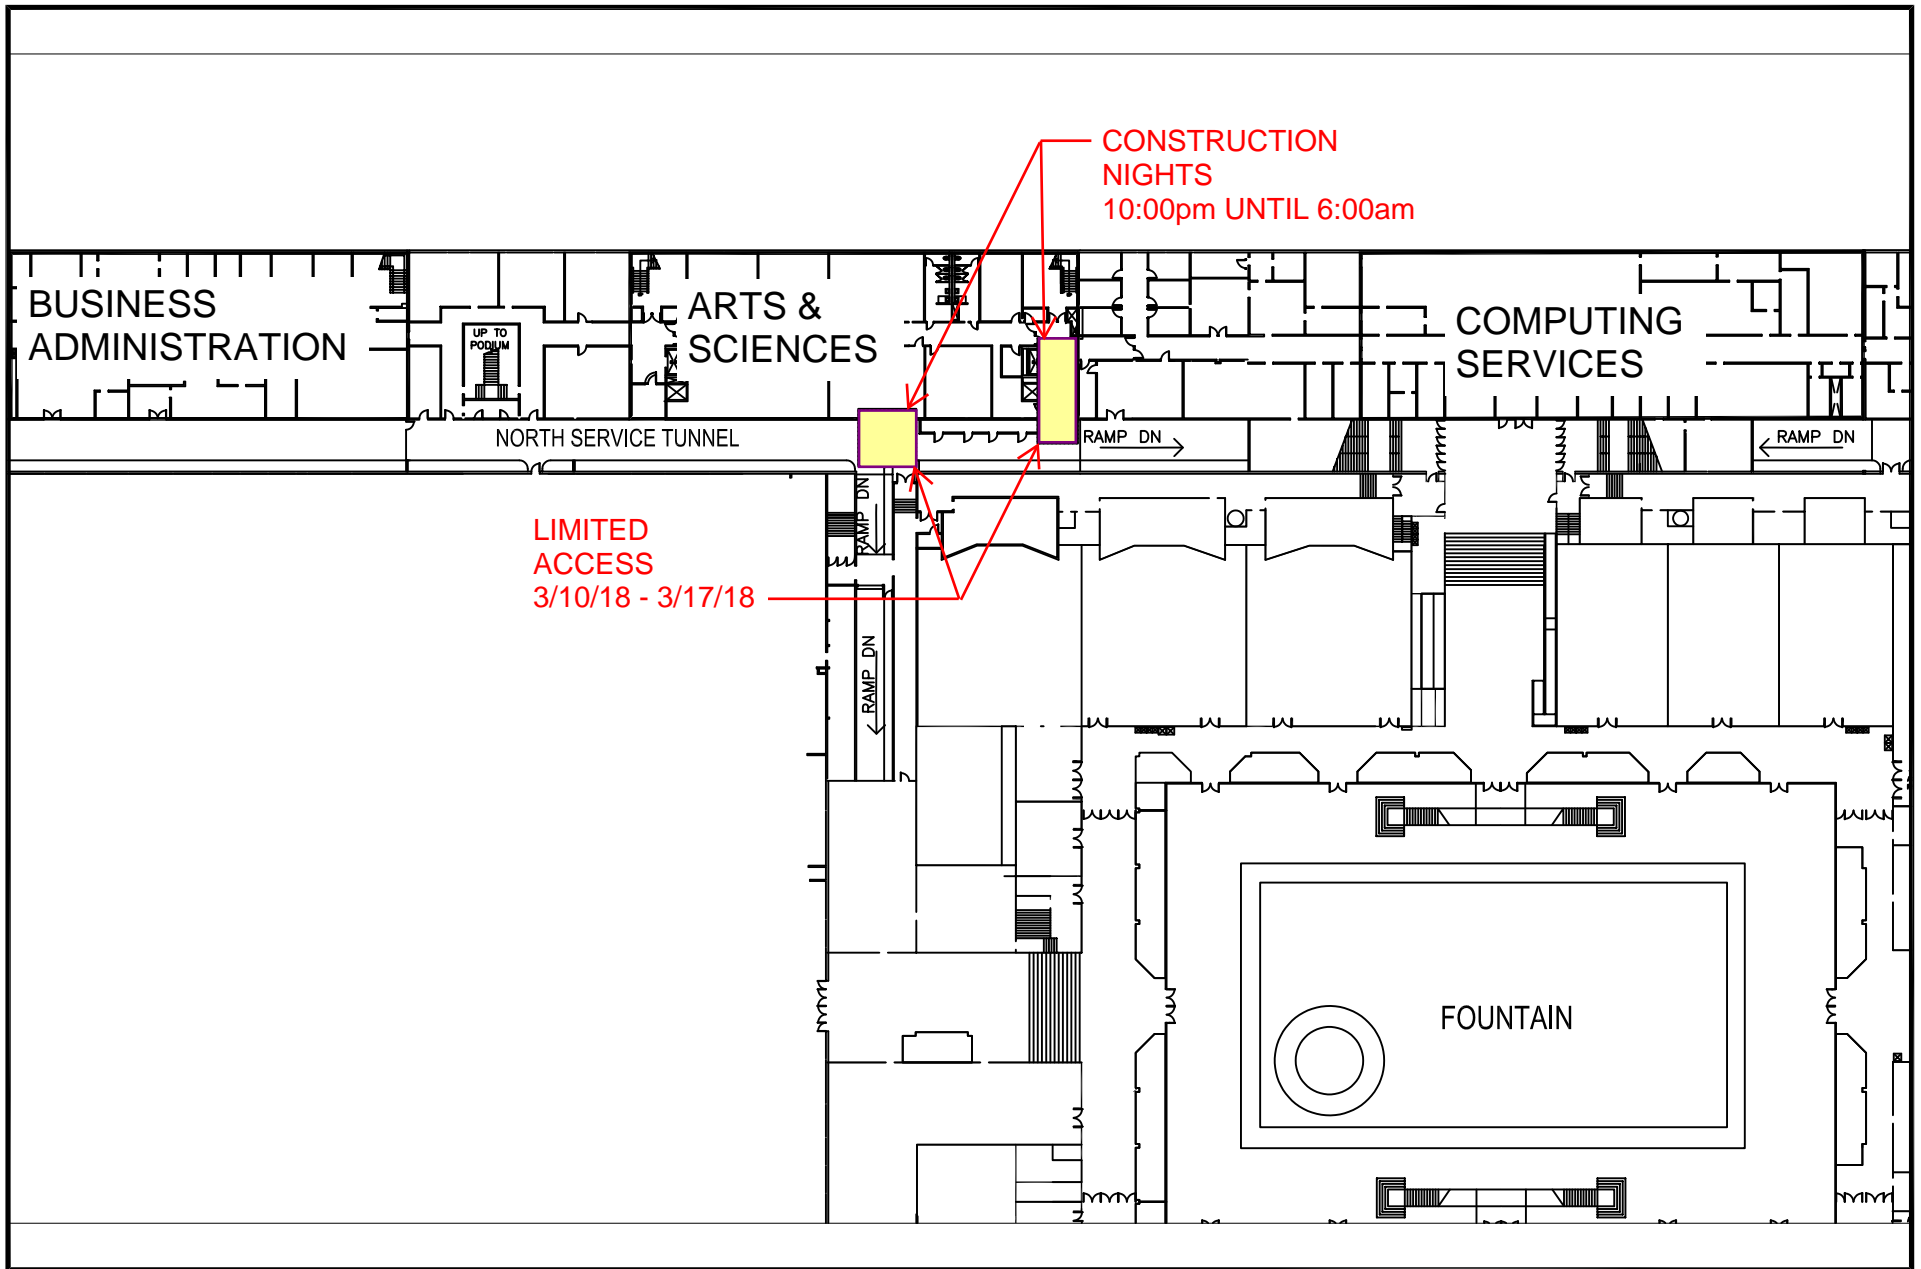 CONSTRUCTION
NIGHTS
10:00pm UNTIL 6:00am
BUSINESS
ADMINISTRATION
UP TO
PODIUM
ARTS &
SCIENCES
COMPUTING
SERVICES
NORTH SERVICE TUNNEL
RAMP DN
RAMP DN
RAMP DN
LIMITED
ACCESS
3/10/18 - 3/17/18
RAMP DN
FOUNTAIN